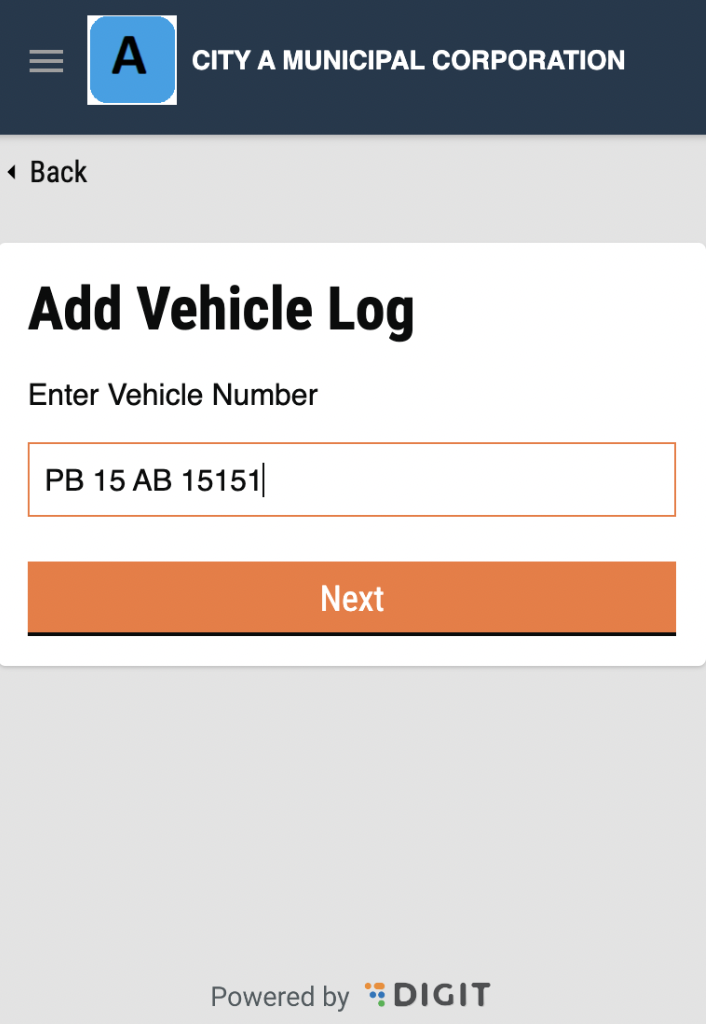 A
CITY A MUNICIPAL CORPORATION
Back
Add Vehicle Log
Enter Vehicle Number
PB 15 AB 15151
Next
Powered by DIGIT